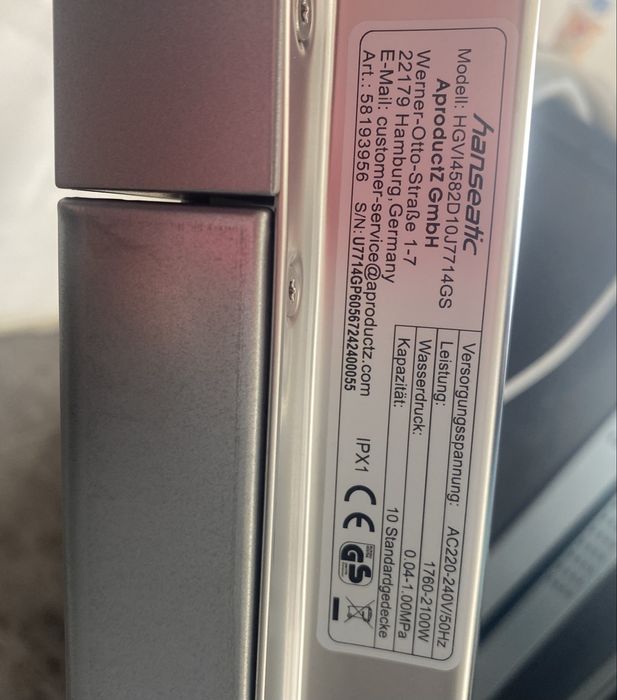 hanseatic
Modell: HGVI4582D10J7714GS
Aproductz GmbH
Werner-Otto-Straße 1-7
22179 Hamburg, Germany
E-Mail: customer-service@aproductz.com
Art.: 58193956 S/N: U7714GP60567242400055
Versorgungsspannung: AC220-240V/50Hz
Leistung: 1760-2100W
Wasserdruck: 0.04-1.00MPa
Kapazität: 10 Standardgedecke
IPX1 CE GS